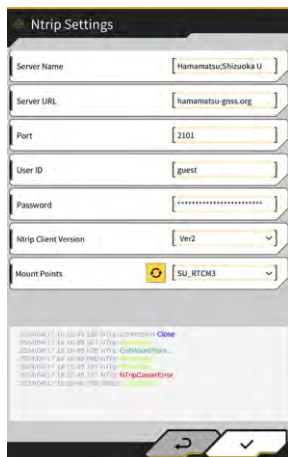 Ntrip Settings
Server Name [ Hamamatsu;Shizuoka U ]
Server URL [ hamamatsu-gnss.org ]
Port [ 2101 ]
User ID [ guest ]
Password [ ************************ ]
Ntrip Client Version [ Ver2 ]
Mount Points [ SU_RTCM3 ]
Close
GetMountPoint...
NTripCasterError